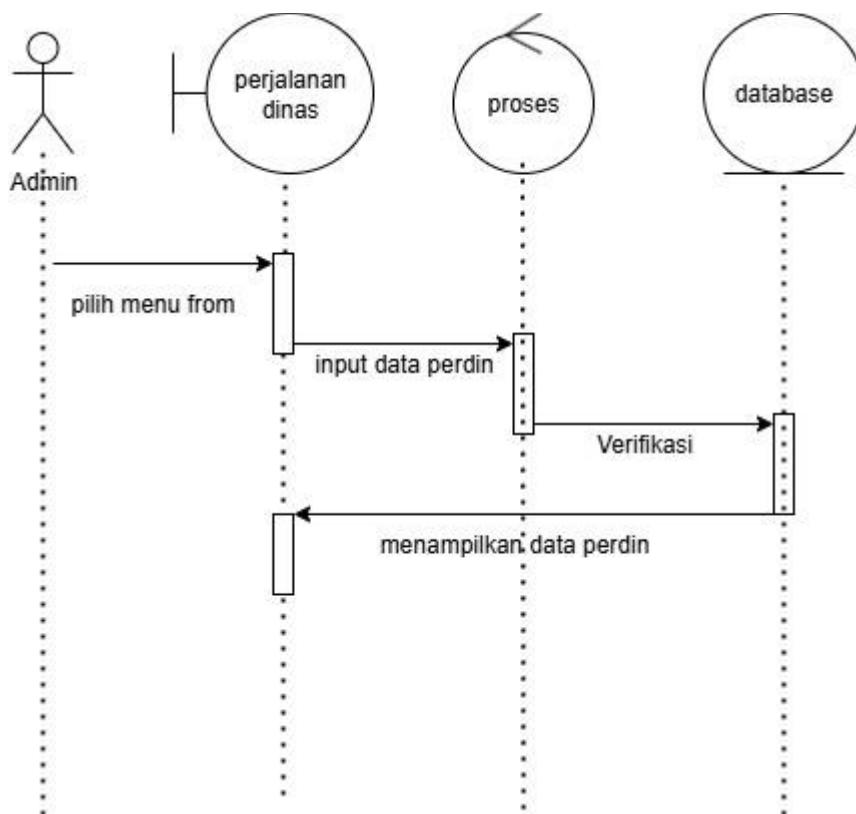 perjalanan
dinas
proses
database
Admin
pilih menu from
input data perdin
Verifikasi
menampilkan data perdin